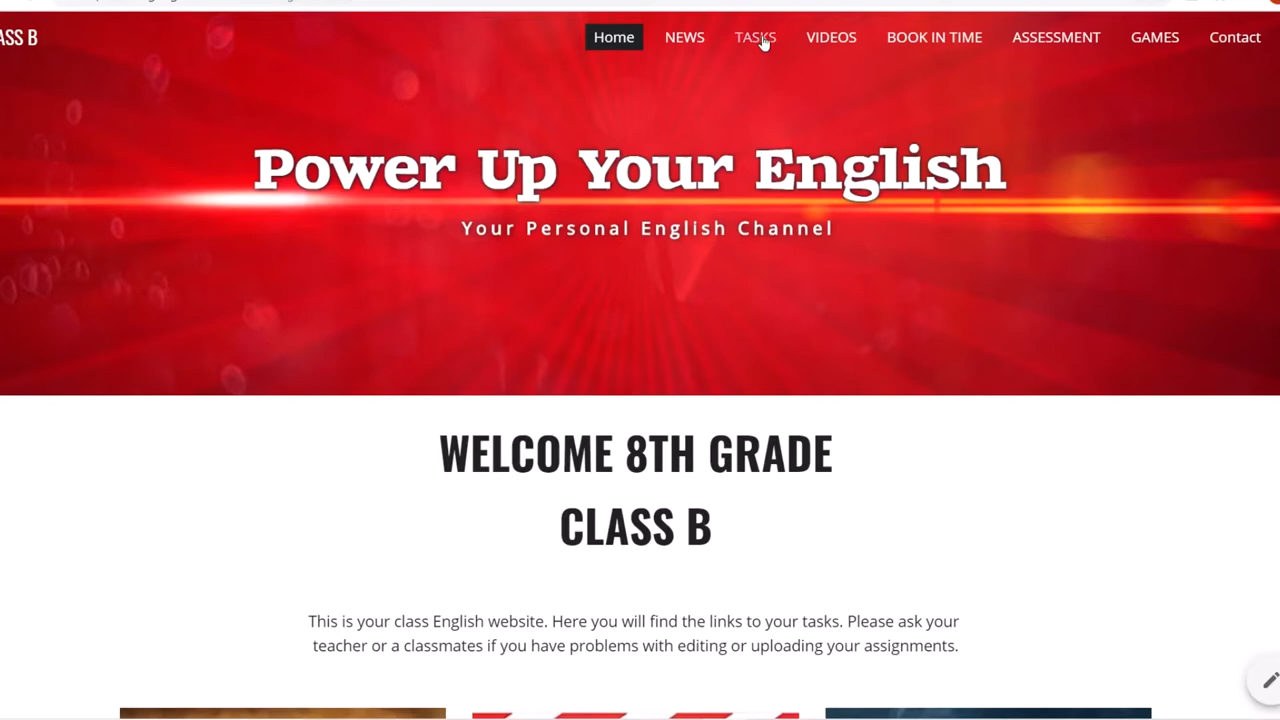 ASS B
Home NEWS TASKS VIDEOS BOOK IN TIME ASSESSMENT GAMES Contact
Power Up Your English
Your Personal English Channel
WELCOME 8TH GRADE
CLASS B
This is your class English website. Here you will find the links to your tasks. Please ask your
teacher or a classmates if you have problems with editing or uploading your assignments.